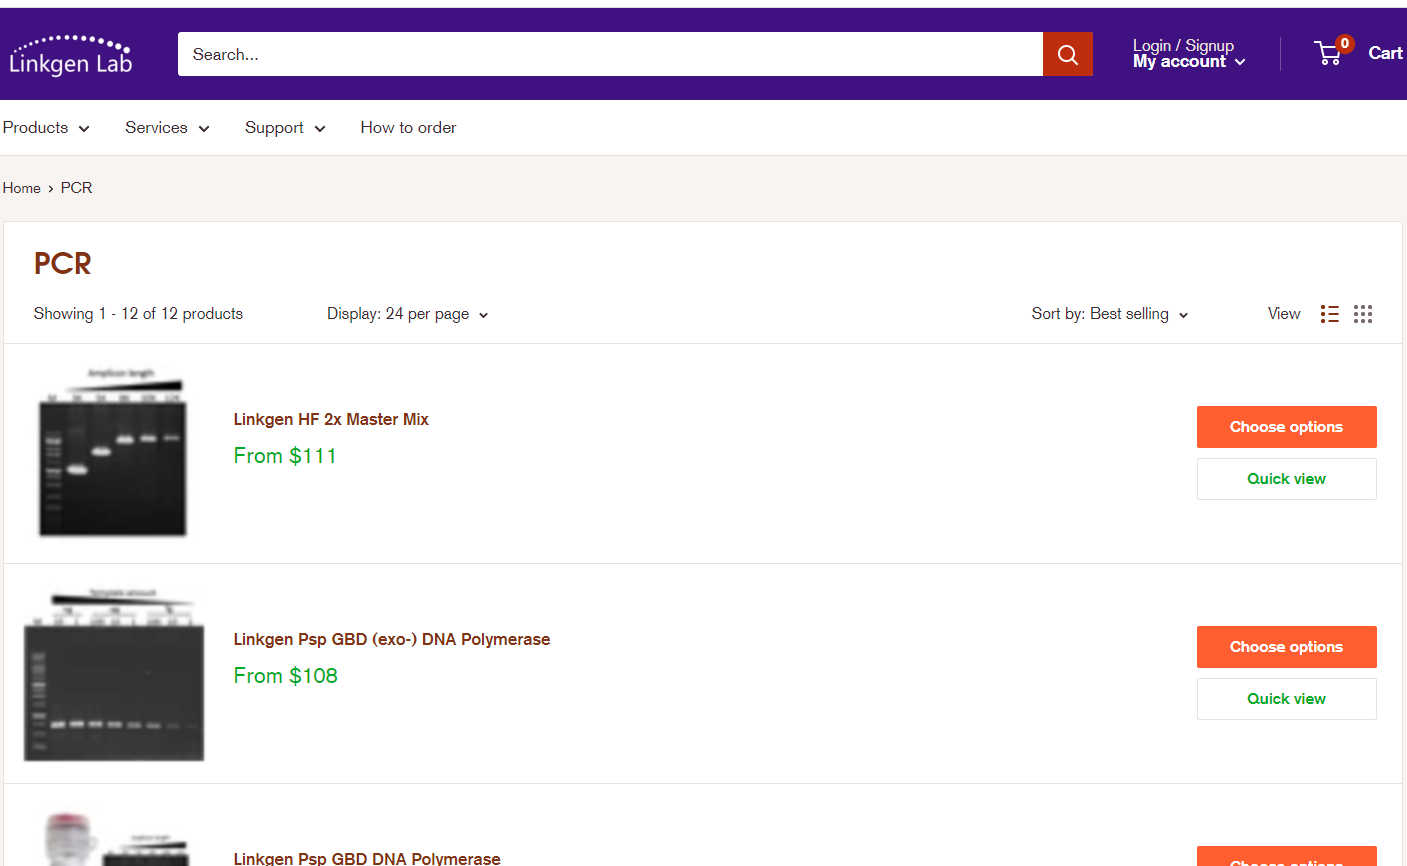 Linkgen Lab
Search...
Login / Signup
My account
0
Cart
Products
Services
Support
How to order
Home › PCR
PCR
Showing 1 - 12 of 12 products
Display: 24 per page
Sort by: Best selling
View
Amplicon length
Linkgen HF 2x Master Mix
From $111
Choose options
Quick view
Template amount
Linkgen Psp GBD (exo-) DNA Polymerase
From $108
Choose options
Quick view
Linkgen Psp GBD DNA Polymerase
Choose options